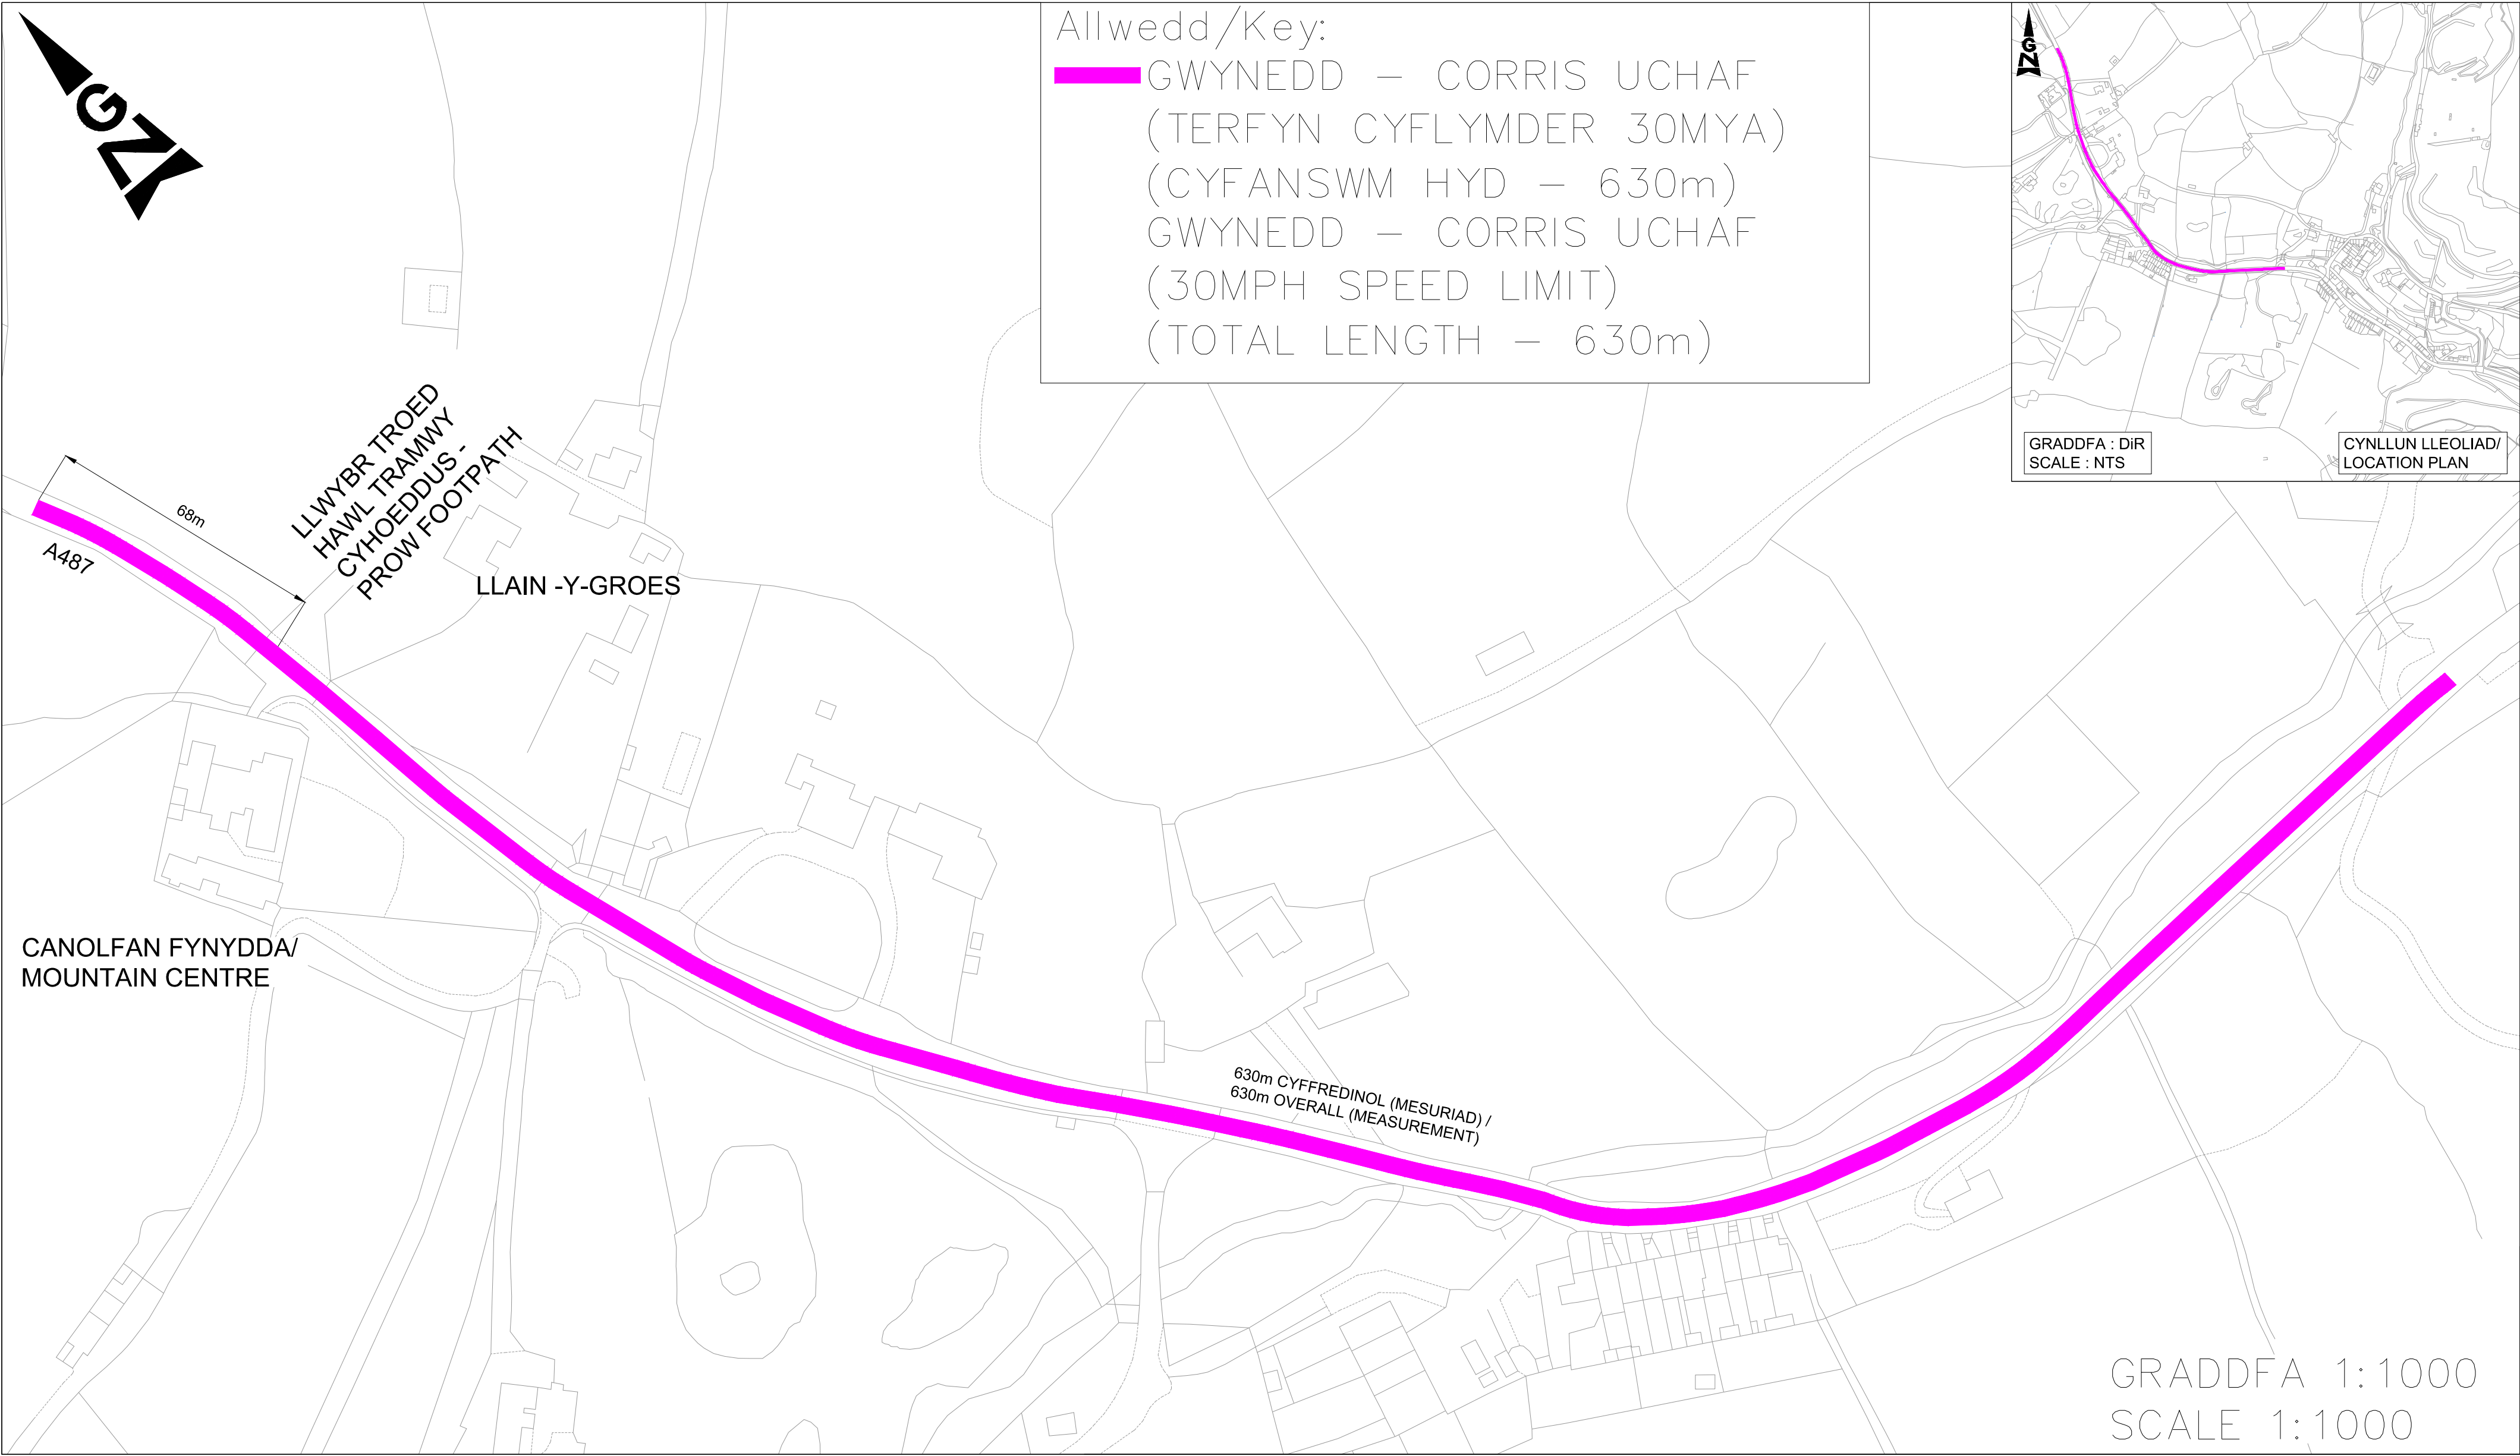 Allwedd/Key:
GWYNEDD – CORRIS UCHAF
(TERFYN CYFLYMDER 30MYA)
(CYFANSWM HYD – 630m)
GWYNEDD – CORRIS UCHAF
(30MPH SPEED LIMIT)
(TOTAL LENGTH – 630m)
GN
GN
GRADDFA : DiR
SCALE : NTS
CYNLLUN LLEOLIAD/
LOCATION PLAN
68m
A487
LLWYBR TROED
HAWL TRAMWY
CYHOEDDUS -
PROW FOOTPATH
LLAIN -Y-GROES
CANOLFAN FYNYDDA/
MOUNTAIN CENTRE
630m CYFFREDINOL (MESURIAD) /
630m OVERALL (MEASUREMENT)
GRADDFA 1:1000
SCALE 1:1000